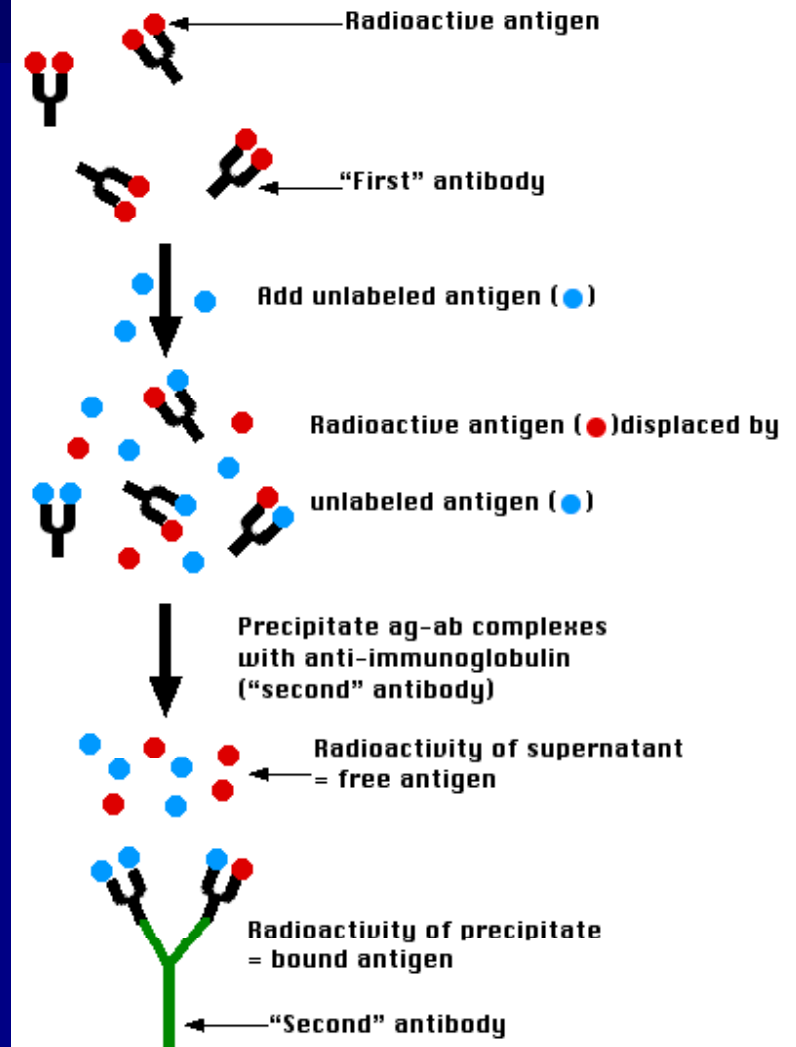 Radioactive antigen
“First” antibody
Add unlabeled antigen ( )
Radioactive antigen ( )displaced by
unlabeled antigen ( )
Precipitate ag-ab complexes
with anti-immunoglobulin
(“second” antibody)
Radioactivity of supernatant
= free antigen
Radioactivity of precipitate
= bound antigen
“Second” antibody